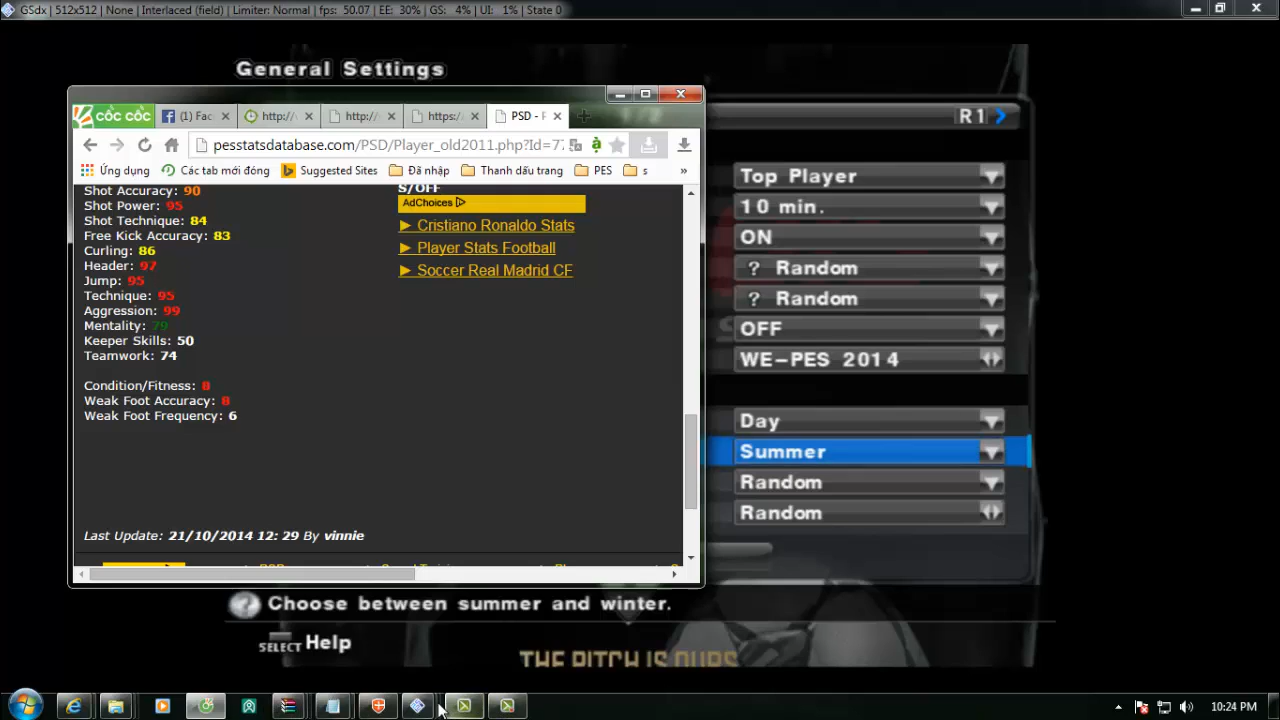 GSdx | 512x512 | None | Interlaced (field) | Limiter: Normal | fps: 50.07 | EE: 30% | GS: 4% | UI: 1% | State 0
General Settings
R1
CỐC CỐC
(1) Fac
http://
http://
https:/
PSD - P
pesstatsdatabase.com/PSD/Player_old2011.php?Id=7
Ứng dụng
Các tab mới đóng
Suggested Sites
Đã nhập
Thanh dấu trang
PES
s
»
Shot Accuracy: 90
Shot Power: 95
Shot Technique: 84
Free Kick Accuracy: 83
Curling: 86
Header: 97
Jump: 95
Technique: 95
Aggression: 99
Mentality: 79
Keeper Skills: 50
Teamwork: 74
Condition/Fitness: 8
Weak Foot Accuracy: 8
Weak Foot Frequency: 6
S/OFF
AdChoices
► Cristiano Ronaldo Stats
► Player Stats Football
► Soccer Real Madrid CF
Last Update: 21/10/2014 12: 29 By vinnie
Top Player
10 min.
ON
? Random
? Random
OFF
WE-PES 2014
Day
Summer
Random
Random
? Choose between summer and winter.
SELECT Help
THE PITCH IS OURS
10:24 PM